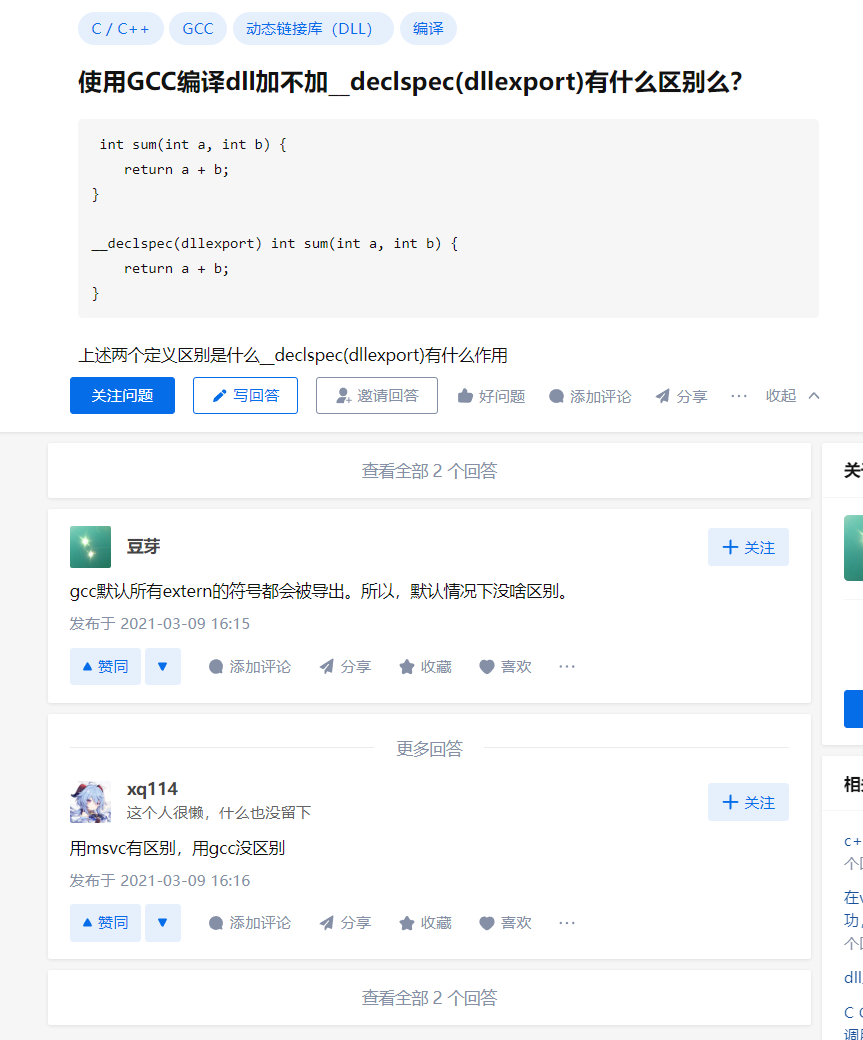 C / C++ GCC 动态链接库（DLL） 编译
使用GCC编译dll加不加__declspec(dllexport)有什么区别么？
int sum(int a, int b) {
return a + b;
}
__declspec(dllexport) int sum(int a, int b) {
return a + b;
}
上述两个定义区别是什么__declspec(dllexport)有什么作用
关注问题 写回答 邀请回答 好问题 添加评论 分享 ··· 收起
查看全部 2 个回答
关
豆芽
+ 关注
gcc默认所有extern的符号都会被导出。所以，默认情况下没啥区别。
发布于 2021-03-09 16:15
赞同 添加评论 分享 收藏 喜欢 ···
更多回答
相
xq114
这个人很懒，什么也没留下
+ 关注
用msvc有区别，用gcc没区别
发布于 2021-03-09 16:16
赞同 添加评论 分享 收藏 喜欢 ···
查看全部 2 个回答
c+
个
在
功,
个
dll
C
调